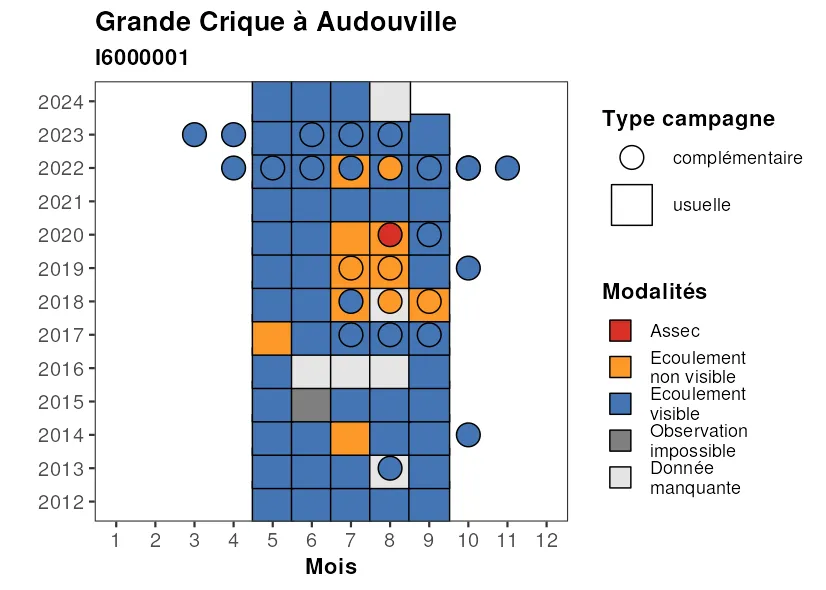 Grande Crique à Audouville
I6000001
2024
2023
2022
2021
2020
2019
2018
2017
2016
2015
2014
2013
2012
1 2 3 4 5 6 7 8 9 10 11 12
Mois
Type campagne
complémentaire
usuelle
Modalités
Assec
Ecoulement
non visible
Ecoulement
visible
Observation
impossible
Donnée
manquante